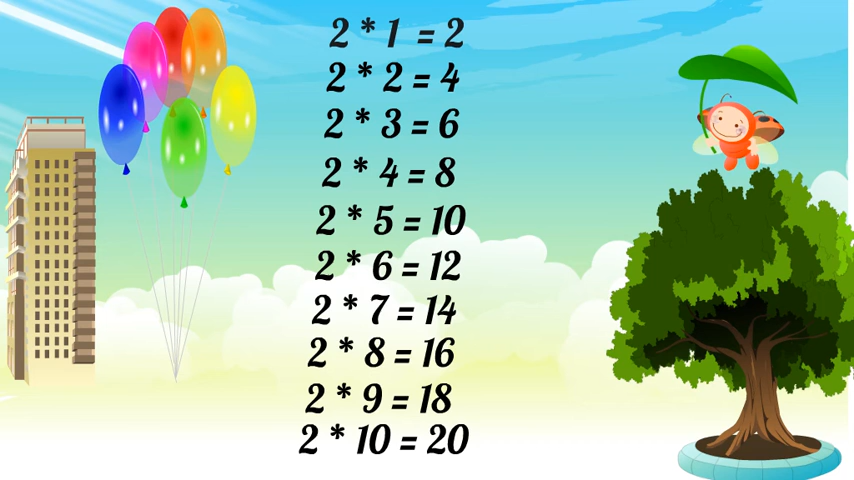 2 * 1 = 2
2 * 2 = 4
2 * 3 = 6
2 * 4 = 8
2 * 5 = 10
2 * 6 = 12
2 * 7 = 14
2 * 8 = 16
2 * 9 = 18
2 * 10 = 20